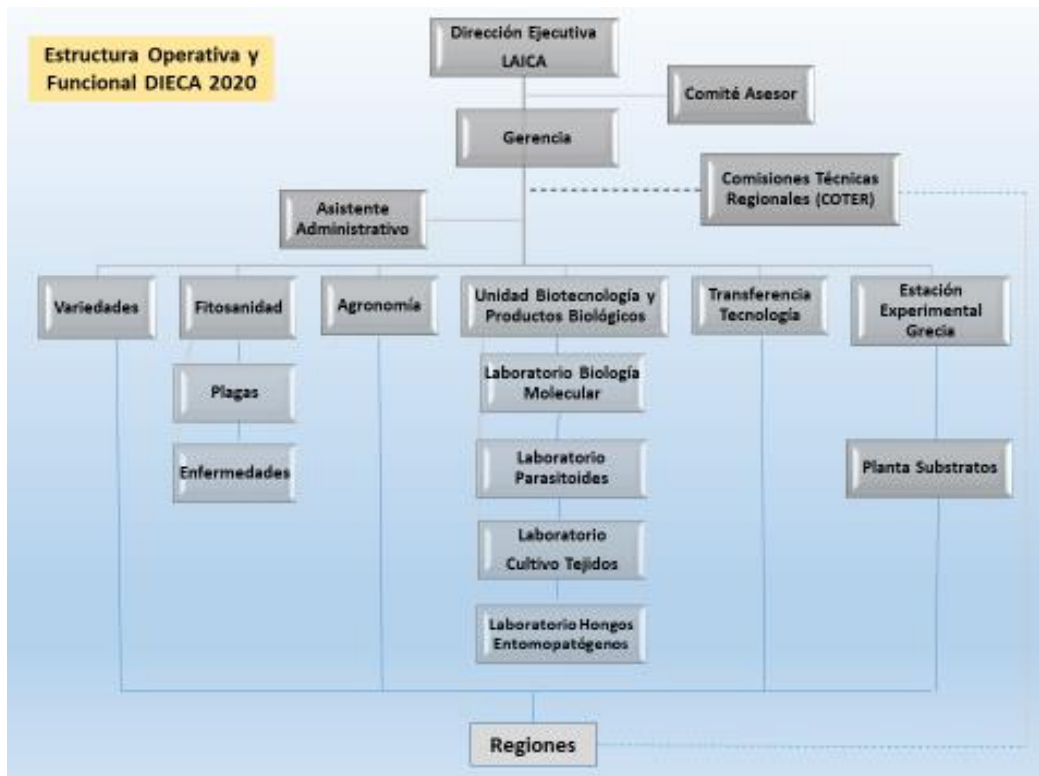 Estructura Operativa y
Funcional DIECA 2020
Dirección Ejecutiva
LAICA
Comité Asesor
Gerencia
Comisiones Técnicas
Regionales (COTER)
Asistente
Administrativo
Variedades
Fitosanidad
Agronomía
Unidad Biotecnología y
Productos Biológicos
Transferencia
Tecnología
Estación
Experimental
Grecia
Plagas
Enfermedades
Laboratorio Biología
Molecular
Laboratorio
Parasitoides
Laboratorio
Cultivo Tejidos
Laboratorio Hongos
Entomopatógenos
Planta Substratos
Regiones